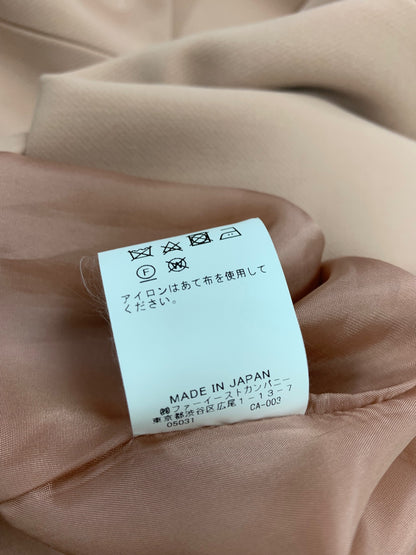 F W
アイロンはあて布を使用して
ください。
MADE IN JAPAN
㈱ファーイーストカンパニー
東京都渋谷区広尾1-13-7
05031 CA-003